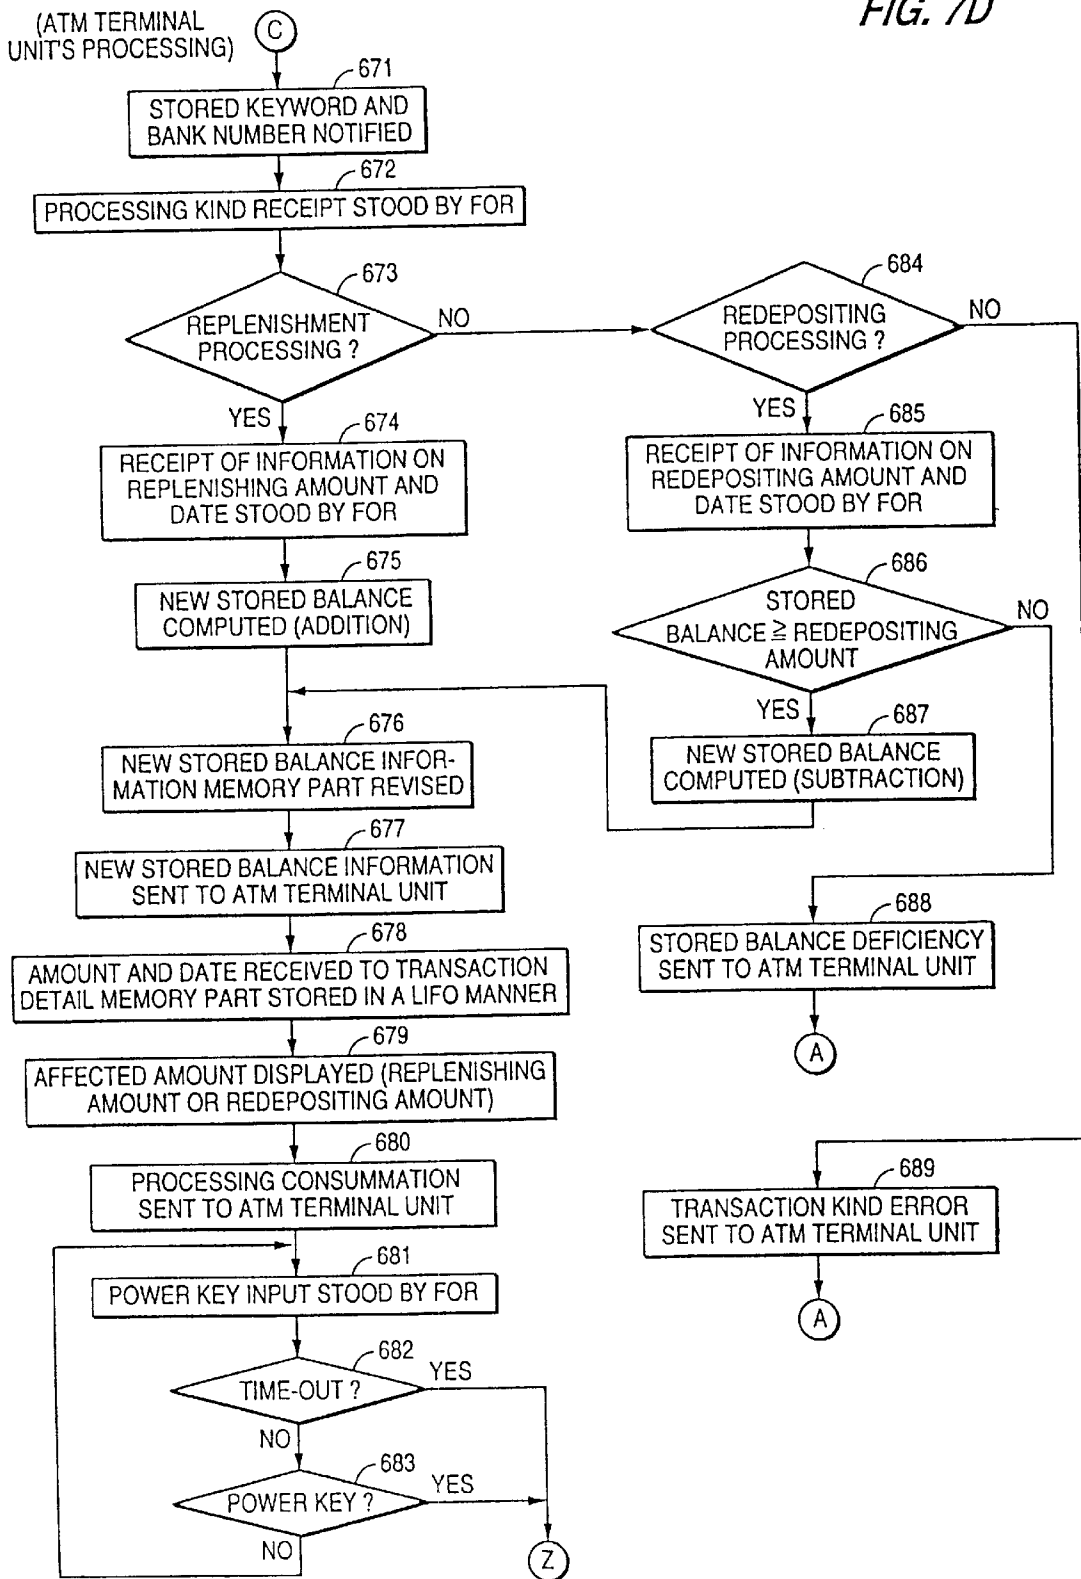 FIG. 7D
(ATM TERMINAL
UNIT'S PROCESSING)
C
671
STORED KEYWORD AND
BANK NUMBER NOTIFIED
672
PROCESSING KIND RECEIPT STOOD BY FOR
673
REPLENISHMENT
PROCESSING ?
NO
YES
674
RECEIPT OF INFORMATION ON
REPLENISHING AMOUNT AND
DATE STOOD BY FOR
675
NEW STORED BALANCE
COMPUTED (ADDITION)
676
NEW STORED BALANCE INFOR-
MATION MEMORY PART REVISED
677
NEW STORED BALANCE INFORMATION
SENT TO ATM TERMINAL UNIT
678
AMOUNT AND DATE RECEIVED TO TRANSACTION
DETAIL MEMORY PART STORED IN A LIFO MANNER
679
AFFECTED AMOUNT DISPLAYED (REPLENISHING
AMOUNT OR REDEPOSITING AMOUNT)
680
PROCESSING CONSUMMATION
SENT TO ATM TERMINAL UNIT
681
POWER KEY INPUT STOOD BY FOR
682
TIME-OUT ?
YES
NO
683
POWER KEY ?
YES
NO
Z
684
REDEPOSITING
PROCESSING ?
NO
YES
685
RECEIPT OF INFORMATION ON
REDEPOSITING AMOUNT AND
DATE STOOD BY FOR
686
STORED
BALANCE ≧ REDEPOSITING
AMOUNT
NO
YES
687
NEW STORED BALANCE
COMPUTED (SUBTRACTION)
688
STORED BALANCE DEFICIENCY
SENT TO ATM TERMINAL UNIT
A
689
TRANSACTION KIND ERROR
SENT TO ATM TERMINAL UNIT
A